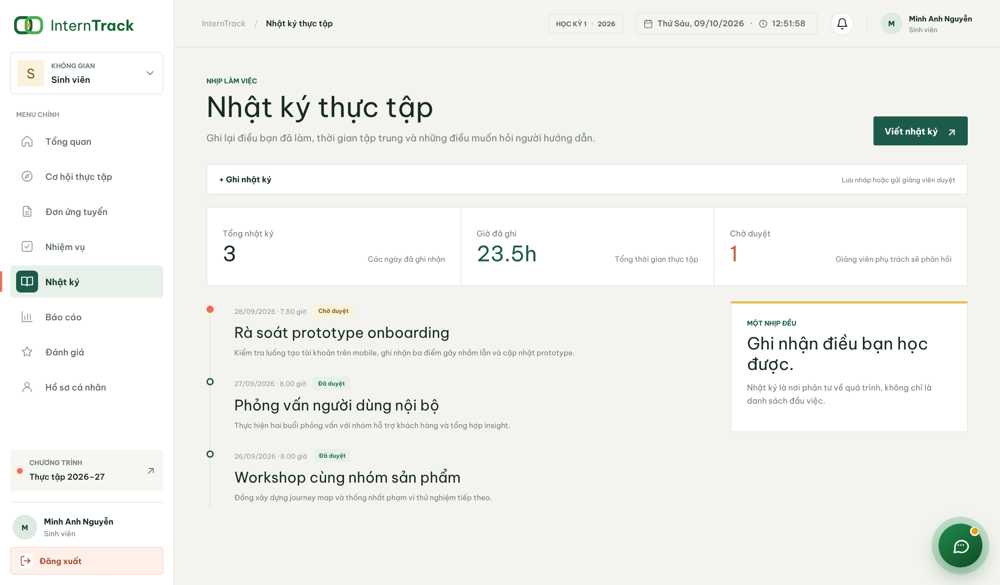 InternTrack
KHÔNG GIAN
S
Sinh viên
MENU CHÍNH
Tổng quan
Cơ hội thực tập
Đơn ứng tuyển
Nhiệm vụ
Nhật ký
Báo cáo
Đánh giá
Hồ sơ cá nhân
CHƯƠNG TRÌNH
Thực tập 2026–27
M
Minh Anh Nguyễn
Sinh viên
Đăng xuất
InternTrack / Nhật ký thực tập
HỌC KỲ 1 · 2026
Thứ Sáu, 09/10/2026 · 12:51:58
M
Minh Anh Nguyễn
Sinh viên
NHỊP LÀM VIỆC
Nhật ký thực tập
Ghi lại điều bạn đã làm, thời gian tập trung và những điều muốn hỏi người hướng dẫn.
Viết nhật ký
+ Ghi nhật ký
Lưu nháp hoặc gửi giảng viên duyệt
Tổng nhật ký
3
Các ngày đã ghi nhận
Giờ đã ghi
23.5h
Tổng thời gian thực tập
Chờ duyệt
1
Giảng viên phụ trách sẽ phản hồi
28/09/2026 · 7.50 giờ Chờ duyệt
Rà soát prototype onboarding
Kiểm tra luồng tạo tài khoản trên mobile, ghi nhận ba điểm gây nhầm lẫn và cập nhật prototype.
27/09/2026 · 8.00 giờ Đã duyệt
Phỏng vấn người dùng nội bộ
Thực hiện hai buổi phỏng vấn với nhóm hỗ trợ khách hàng và tổng hợp insight.
26/09/2026 · 8.00 giờ Đã duyệt
Workshop cùng nhóm sản phẩm
Đồng xây dựng journey map và thống nhất phạm vi thử nghiệm tiếp theo.
MỘT NHỊP ĐỀU
Ghi nhận điều bạn học
được.
Nhật ký là nơi phản tư về quá trình, không chỉ là
danh sách đầu việc.